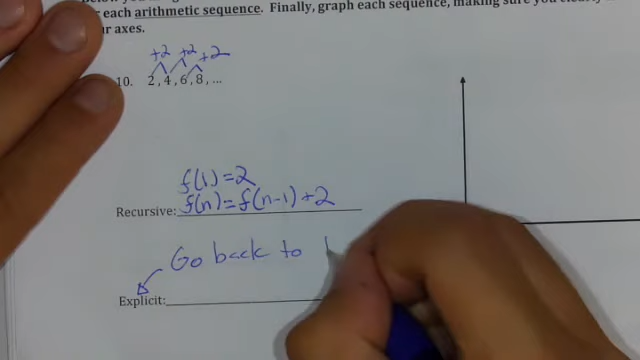 r each arithmetic sequence. Finally, graph each sequence, making sure you clearly
ur axes.
+2 +2 +2
10. 2 , 4 , 6 , 8 , ...
f(1) = 2
f(n) = f(n-1) + 2
Recursive:
Go back to
Explicit: